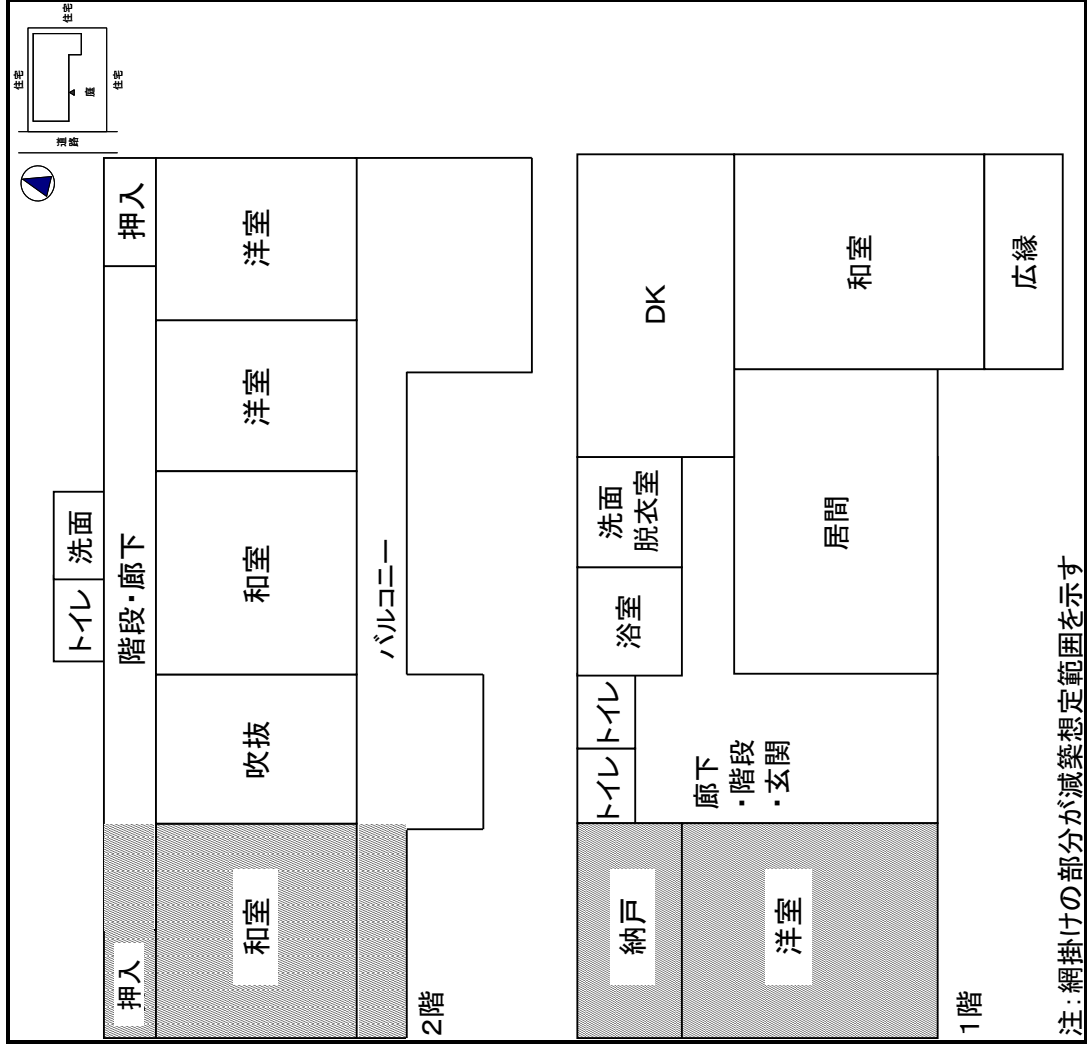 住宅
道路
住宅
庭
住宅
トイレ
洗面
押入
階段・廊下
押入
和室
吹抜
和室
洋室
洋室
バルコニー
2階
納戸
トイレ
トイレ
浴室
洗面
脱衣室
DK
洋室
廊下
・階段
・玄関
居間
和室
広縁
1階
注：網掛けの部分が減築想定範囲を示す